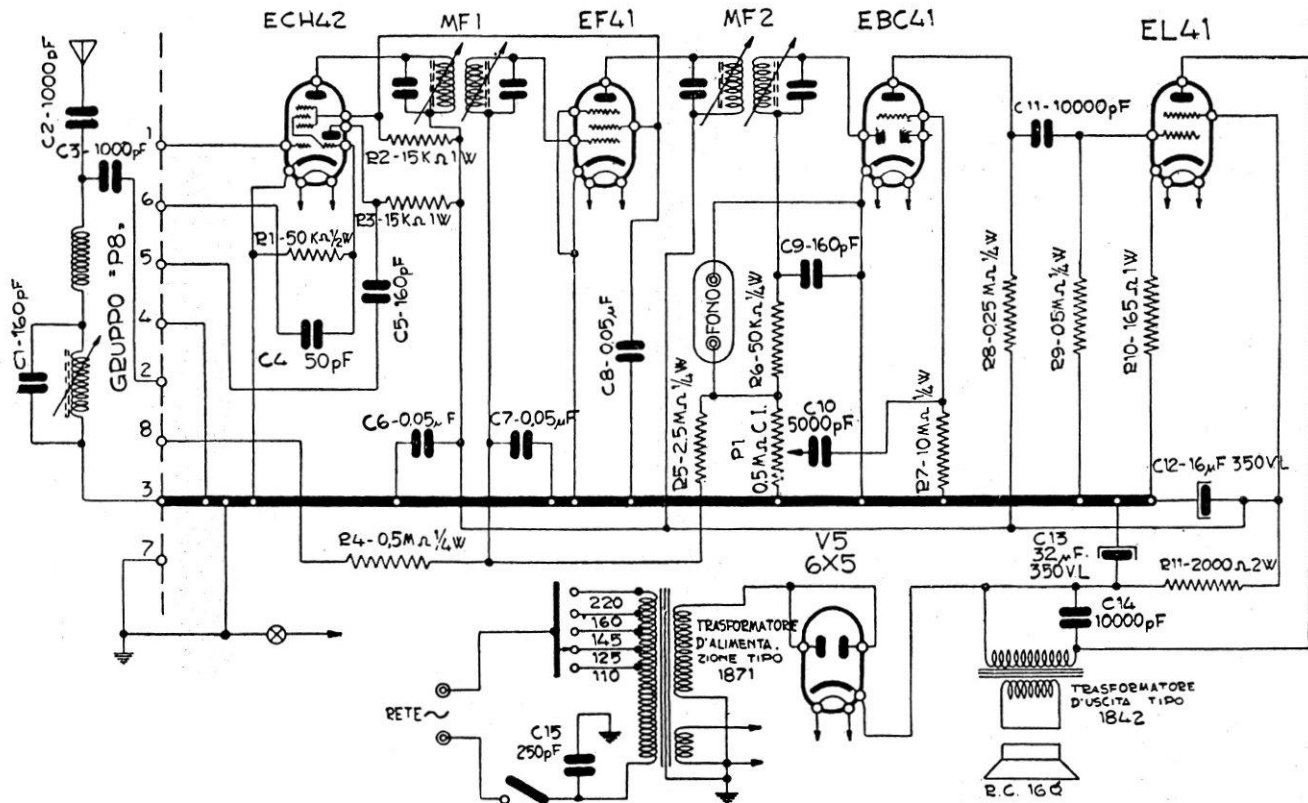 ECH42
MF1
EF41
MF2
EBC41
EL41
C2-1000pF
C3-1000pF
1
6
5
4
2
8
3
7
C1-160pF
GRUPPO "P8"
R2-15KΩ 1W
R3-15KΩ 1W
R1-50KΩ ½W
C4
50pF
C5-160pF
C6-0.05µF
C7-0.05µF
C8-0.05µF
FONO
C9-160pF
R6-50KΩ ¼W
R5-2.5MΩ ¼W
P1
0.5MΩ C.I.
C10
5000pF
R7-10MΩ ¼W
C11-10000pF
R8-0.25MΩ ¼W
R9-0.5MΩ ¼W
R10-165Ω 1W
C12-16µF 350VL
R4-0,5MΩ ¼W
V5
6X5
C13
32µF.
350VL
R11-2000Ω 2W
C14
10000pF
220
160
145
125
110
TRASFORMATORE
D'ALIMENTA.
ZIONE TIPO
1871
RETE ~
C15
250pF
TRASFORMATORE
D'USCITA TIPO
1842
R.C. 16Q